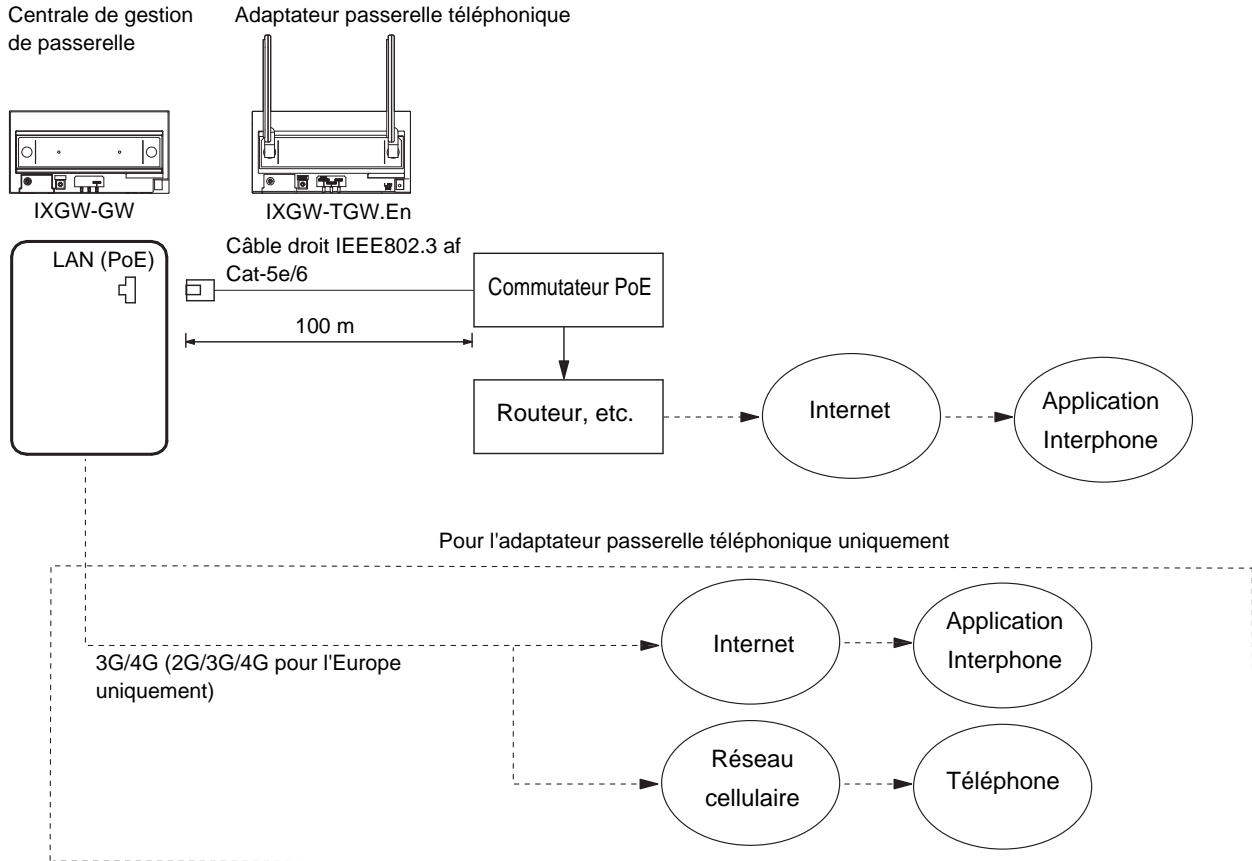 Centrale de gestion
de passerelle
Adaptateur passerelle téléphonique
IXGW-GW
IXGW-TGW.En
LAN (PoE)
Câble droit IEEE802.3 af
Cat-5e/6
100 m
Commutateur PoE
Routeur, etc.
Internet
Application
Interphone
Pour l'adaptateur passerelle téléphonique uniquement
3G/4G (2G/3G/4G pour l'Europe
uniquement)
Internet
Application
Interphone
Réseau
cellulaire
Téléphone